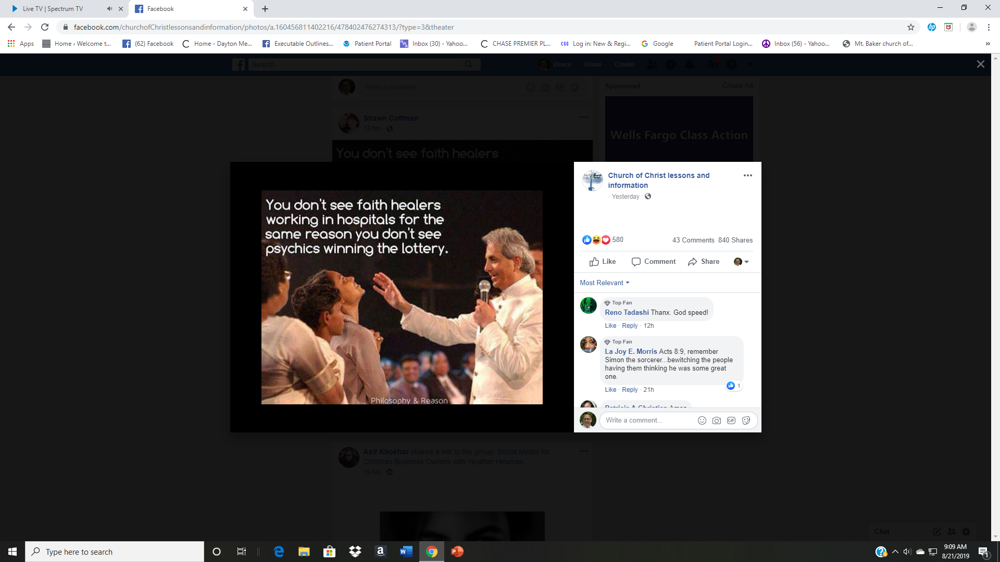 Live TV | Spectrum TV
Facebook
facebook.com/churchofChristlessonsandinformation/photos/a.160456811402216/478402476274313/?type=3&theater
Apps
Home ‹ Welcome t...
(62) Facebook
Home - Dayton Me...
Executable Outlines...
Patient Portal
Inbox (30) - Yahoo...
CHASE PREMIER PL...
Log in: New & Regi...
Google
Patient Portal Login...
Inbox (56) - Yahoo...
Mt. Baker church of...
Search
Bruce
Home
Create
Write a comment...
Sponsored
Create Ad
Shawn Coffman
13 hrs ·
Wells Fargo Class Action
You don't see faith healers
You don't see faith healers
working in hospitals for the
same reason you don't see
psychics winning the lottery.
Philosophy & Reason
Church of Christ lessons and
information
· Yesterday ·
580
43 Comments 840 Shares
Like
Comment
Share
Most Relevant
Top Fan
Reno Tadashi Thanx. God speed!
Like · Reply · 12h
Top Fan
La Joy E. Morris Acts 8:9, remember
Simon the sorcerer...bewitching the people
having them thinking he was some great
one.
1
Like · Reply · 21h
Patricia A Christian Amen
Write a comment...
GIF
Asif Khokhar shared a link to the group: Social Media for
Christian Business Owners with Heather Heuman.
19 hrs ·
Chat
Type here to search
9:09 AM
8/21/2019